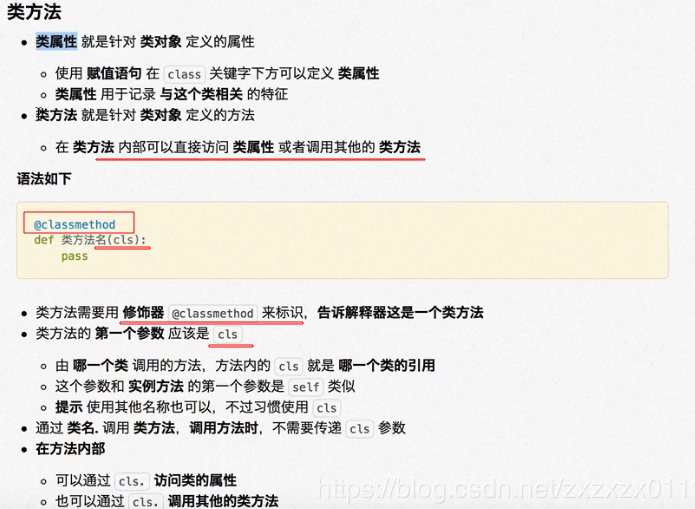 类方法
类属性 就是针对 类对象 定义的属性
使用 赋值语句 在 class 关键字下方可以定义 类属性
类属性 用于记录 与这个类相关 的特征
类方法 就是针对 类对象 定义的方法
在 类方法 内部可以直接访问 类属性 或者调用其他的 类方法
语法如下
@classmethod
def 类方法名(cls):
pass
类方法需要用 修饰器 @classmethod 来标识，告诉解释器这是一个类方法
类方法的 第一个参数 应该是 cls
由 哪一个类 调用的方法，方法内的 cls 就是 哪一个类的引用
这个参数和 实例方法 的第一个参数是 self 类似
提示 使用其他名称也可以，不过习惯使用 cls
通过 类名. 调用 类方法，调用方法时，不需要传递 cls 参数
在方法内部
可以通过 cls. 访问类的属性
也可以通过 cls. 调用其他的类方法
https://blog.csdn.net/zxzxzx011